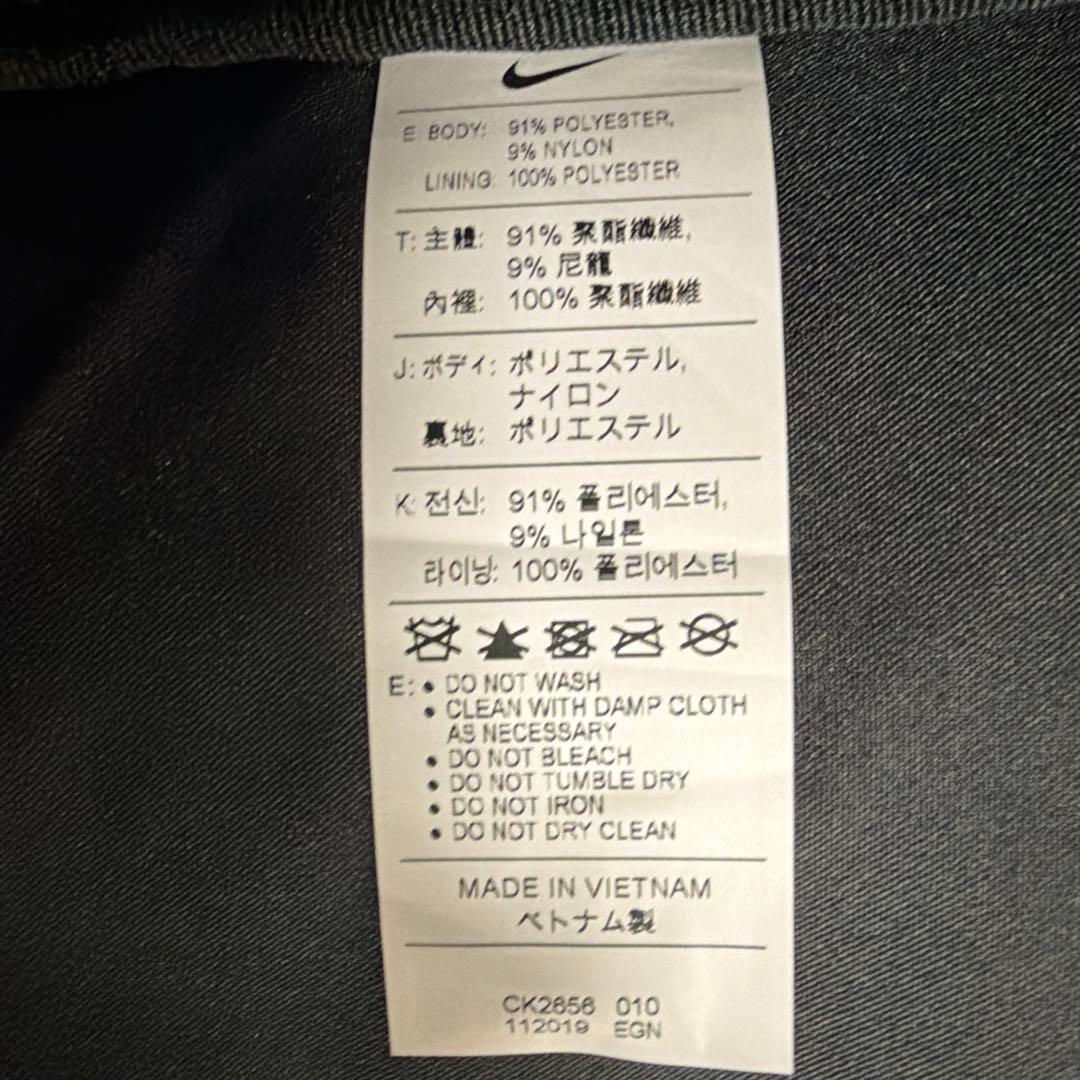 E: BODY: 91% POLYESTER,
9% NYLON
LINING: 100% POLYESTER
T: 主體: 91% 聚酯纖維,
9% 尼龍
內裡: 100% 聚酯纖維
J: ボディ: ポリエステル,
ナイロン
裏地: ポリエステル
K: 전신: 91% 폴리에스터,
9% 나일론
라이닝: 100% 폴리에스터
E: • DO NOT WASH
• CLEAN WITH DAMP CLOTH
AS NECESSARY
• DO NOT BLEACH
• DO NOT TUMBLE DRY
• DO NOT IRON
• DO NOT DRY CLEAN
MADE IN VIETNAM
ベトナム製
CK2656 010
112019 EGN